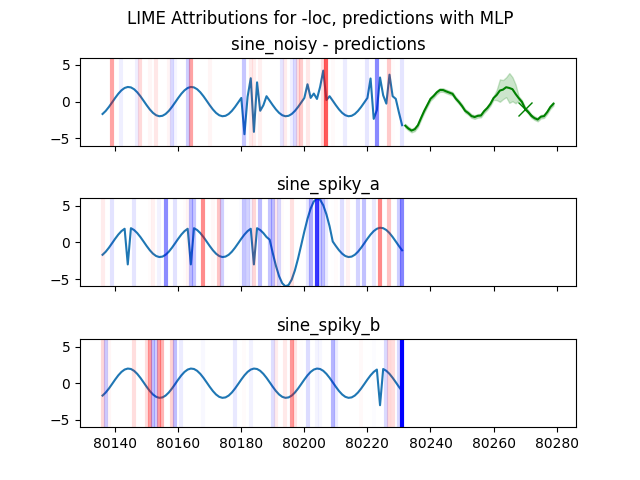 LIME Attributions for -loc, predictions with MLP
sine_noisy - predictions
5
0
−5
sine_spiky_a
5
0
−5
sine_spiky_b
5
0
−5
80140 80160 80180 80200 80220 80240 80260 80280